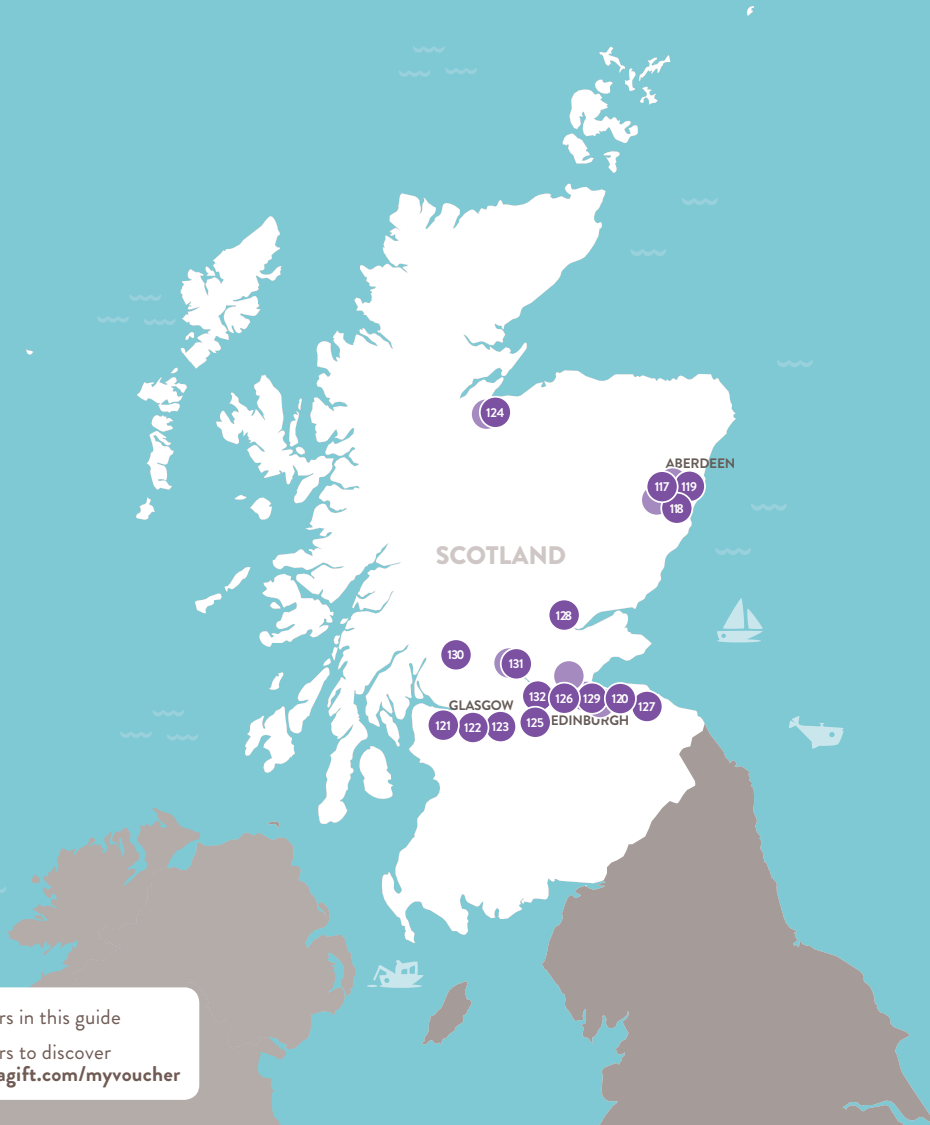 124
ABERDEEN
117
119
118
SCOTLAND
128
130
131
132
126
129
120
127
GLASGOW
EDINBURGH
121
122
123
125
rs in this guide
rs to discover
agift.com/myvoucher